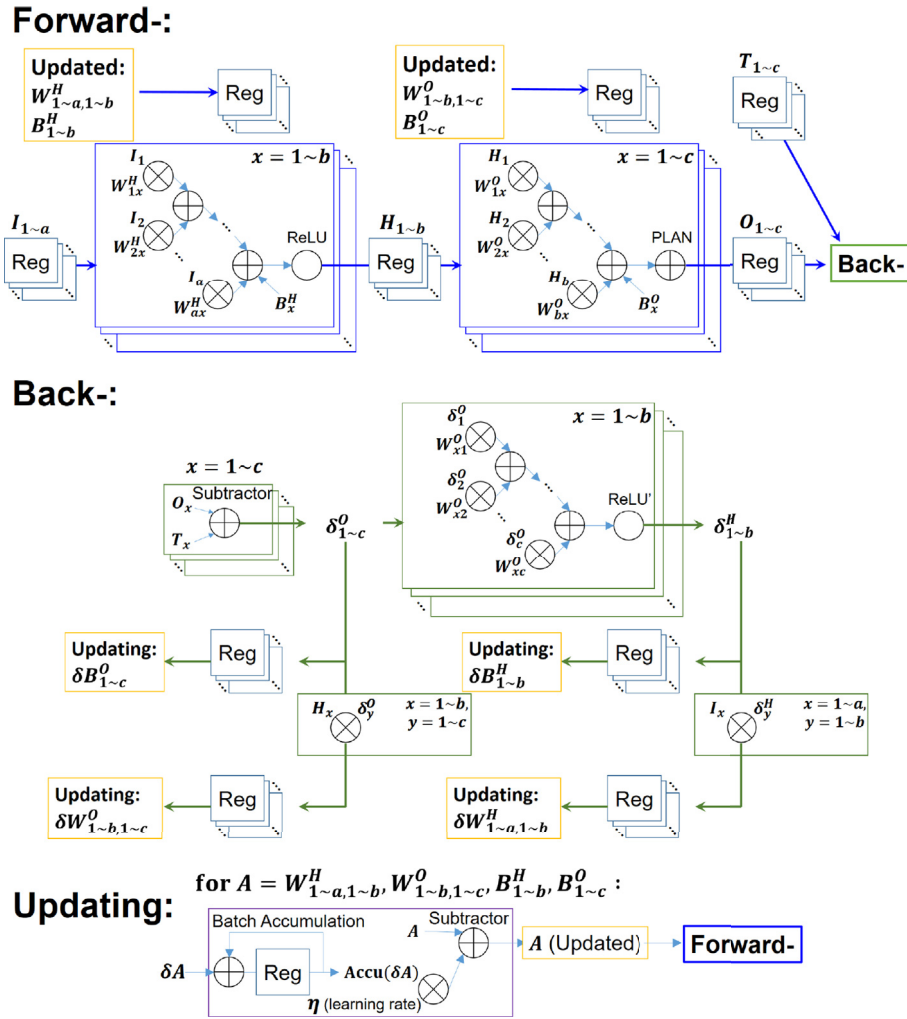 Forward-:
Updated:
W^H_{1~a,1~b}
B^H_{1~b}
Reg
Updated:
W^O_{1~b,1~c}
B^O_{1~c}
Reg
T_{1~c}
Reg
I_{1~a}
Reg
x = 1~b
I_1
W^H_{1x}
I_2
W^H_{2x}
I_a
W^H_{ax}
B^H_x
ReLU
H_{1~b}
Reg
x = 1~c
H_1
W^O_{1x}
H_2
W^O_{2x}
H_b
W^O_{bx}
B^O_x
PLAN
O_{1~c}
Reg
Back-
Back-:
x = 1~c
Subtractor
O_x
T_x
δ^O_{1~c}
x = 1~b
δ^O_1
W^O_{x1}
δ^O_2
W^O_{x2}
δ^O_c
W^O_{xc}
ReLU'
δ^H_{1~b}
Updating:
δB^O_{1~c}
Reg
Updating:
δB^H_{1~b}
Reg
H_x δ^O_y x = 1~b,
y = 1~c
I_x δ^H_y x = 1~a,
y = 1~b
Updating:
δW^O_{1~b,1~c}
Reg
Updating:
δW^H_{1~a,1~b}
Reg
for A = W^H_{1~a,1~b}, W^O_{1~b,1~c}, B^H_{1~b}, B^O_{1~c} :
Updating:
Batch Accumulation
Subtractor
δA
Reg
Accu(δA)
A
η (learning rate)
A (Updated)
Forward-